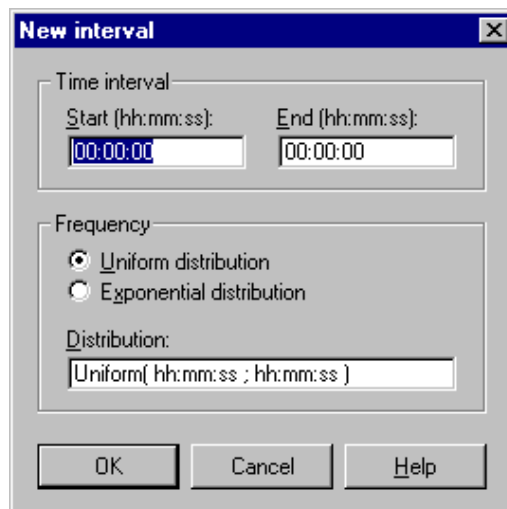 New interval
Time interval
Start (hh:mm:ss): End (hh:mm:ss):
00:00:00 00:00:00
Frequency
Uniform distribution
Exponential distribution
Distribution:
Uniform( hh:mm:ss ; hh:mm:ss )
OK Cancel Help